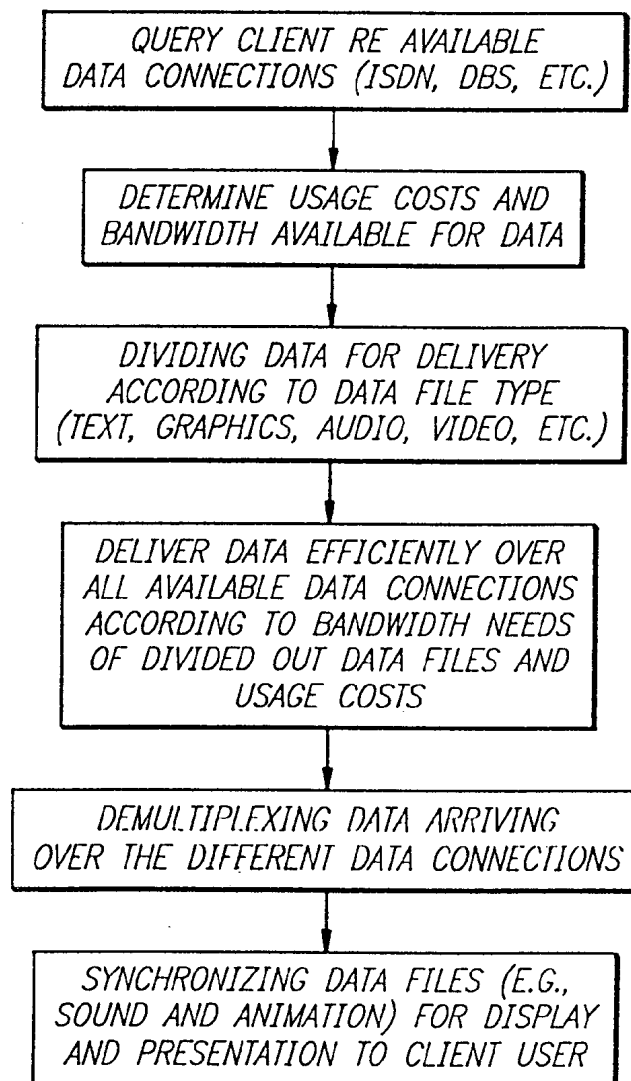 QUERY CLIENT RE AVAILABLE
DATA CONNECTIONS (ISDN, DBS, ETC.)
DETERMINE USAGE COSTS AND
BANDWIDTH AVAILABLE FOR DATA
DIVIDING DATA FOR DELIVERY
ACCORDING TO DATA FILE TYPE
(TEXT, GRAPHICS, AUDIO, VIDEO, ETC.)
DELIVER DATA EFFICIENTLY OVER
ALL AVAILABLE DATA CONNECTIONS
ACCORDING TO BANDWIDTH NEEDS
OF DIVIDED OUT DATA FILES AND
USAGE COSTS
DEMULTIPLEXING DATA ARRIVING
OVER THE DIFFERENT DATA CONNECTIONS
SYNCHRONIZING DATA FILES (E.G.,
SOUND AND ANIMATION) FOR DISPLAY
AND PRESENTATION TO CLIENT USER